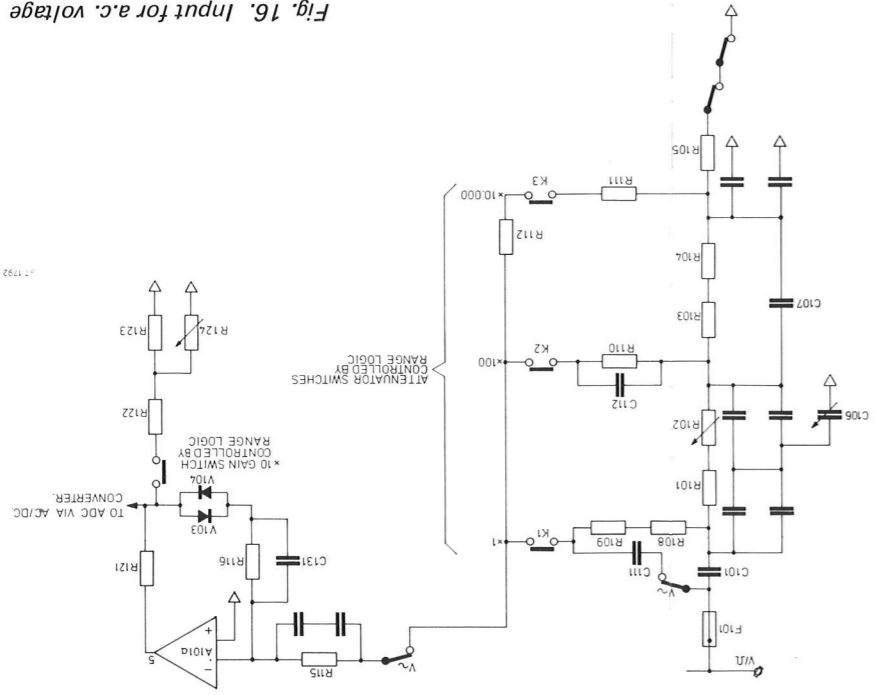 V/Ω
F101
V~
R115
−
+
A101a
5
C101
V~
C111
R108
R109
K1
×1
C131
R116
R121
V103
V104
TO ADC VIA AC/DC.
CONVERTER.
×10 GAIN SWITCH
CONTROLLED BY
RANGE LOGIC
R101
C106
R102
C112
R110
K2
×100
ATTENUATOR SWITCHES
CONTROLLED BY
RANGE LOGIC
R122
R124
R123
C107
R103
R104
R112
R111
K3
×10.000
R105
Fig. 16. Input for a.c. voltage